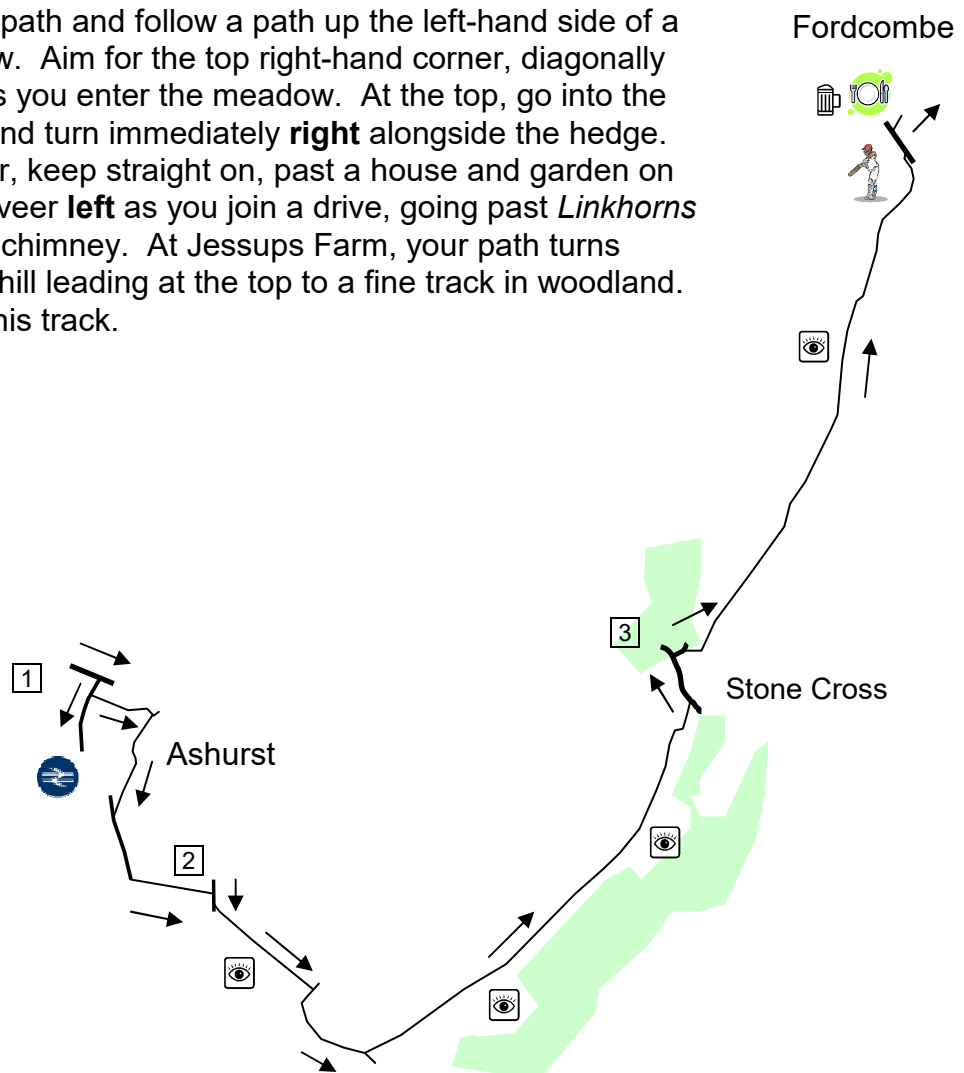 path and follow a path up the left-hand side of a
w. Aim for the top right-hand corner, diagonally
s you enter the meadow. At the top, go into the
nd turn immediately right alongside the hedge.
r, keep straight on, past a house and garden on
veer left as you join a drive, going past Linkhorns
chimney. At Jessups Farm, your path turns
hill leading at the top to a fine track in woodland.
his track.
Fordcombe
3
Stone Cross
1
Ashurst
2